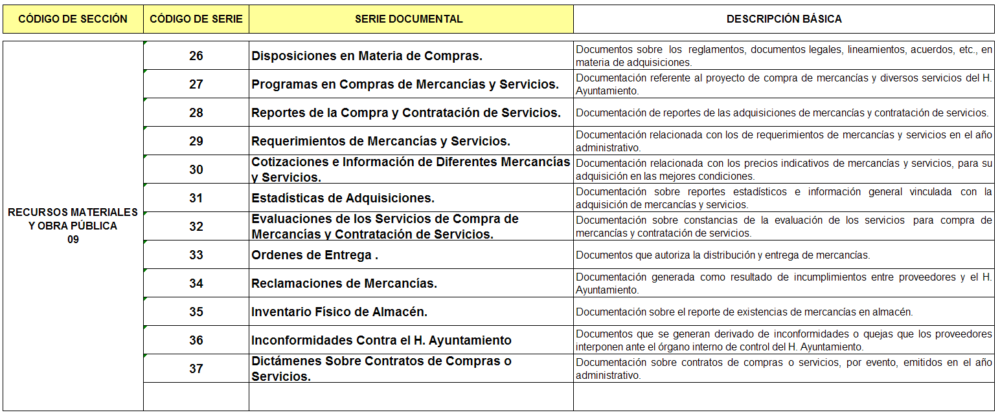 CÓDIGO DE SECCIÓN
CÓDIGO DE SERIE
SERIE DOCUMENTAL
DESCRIPCIÓN BÁSICA
RECURSOS MATERIALES
Y OBRA PÚBLICA
09
26
Disposiciones en Materia de Compras.
Documentos sobre los reglamentos, documentos legales, lineamientos, acuerdos, etc., en
materia de adquisiciones.
27
Programas en Compras de Mercancías y Servicios.
Documentación referente al proyecto de compra de mercancías y diversos servicios del H.
Ayuntamiento.
28
Reportes de la Compra y Contratación de Servicios.
Documentación de reportes de las adquisiciones de mercancías y contratación de servicios.
29
Requerimientos de Mercancías y Servicios.
Documentación relacionada con los de requerimientos de mercancías y servicios en el año
administrativo.
30
Cotizaciones e Información de Diferentes Mercancías
y Servicios.
Documentación relacionada con los precios indicativos de mercancías y servicios, para su
adquisición en las mejores condiciones.
31
Estadísticas de Adquisiciones.
Documentación sobre reportes estadísticos e información general vinculada con la
adquisición de mercancías y servicios.
32
Evaluaciones de los Servicios de Compra de
Mercancías y Contratación de Servicios.
Documentación sobre constancias de la evaluación de los servicios para compra de
mercancías y contratación de servicios.
33
Ordenes de Entrega .
Documentos que autoriza la distribución y entrega de mercancías.
34
Reclamaciones de Mercancías.
Documentación generada como resultado de incumplimientos entre proveedores y el H.
Ayuntamiento.
35
Inventario Físico de Almacén.
Documentación sobre el reporte de existencias de mercancías en almacén.
36
Inconformidades Contra el H. Ayuntamiento
Documentos que se generan derivado de inconformidades o quejas que los proveedores
interponen ante el órgano interno de control del H. Ayuntamiento.
37
Dictámenes Sobre Contratos de Compras o
Servicios.
Documentación sobre contratos de compras o servicios, por evento, emitidos en el año
administrativo.